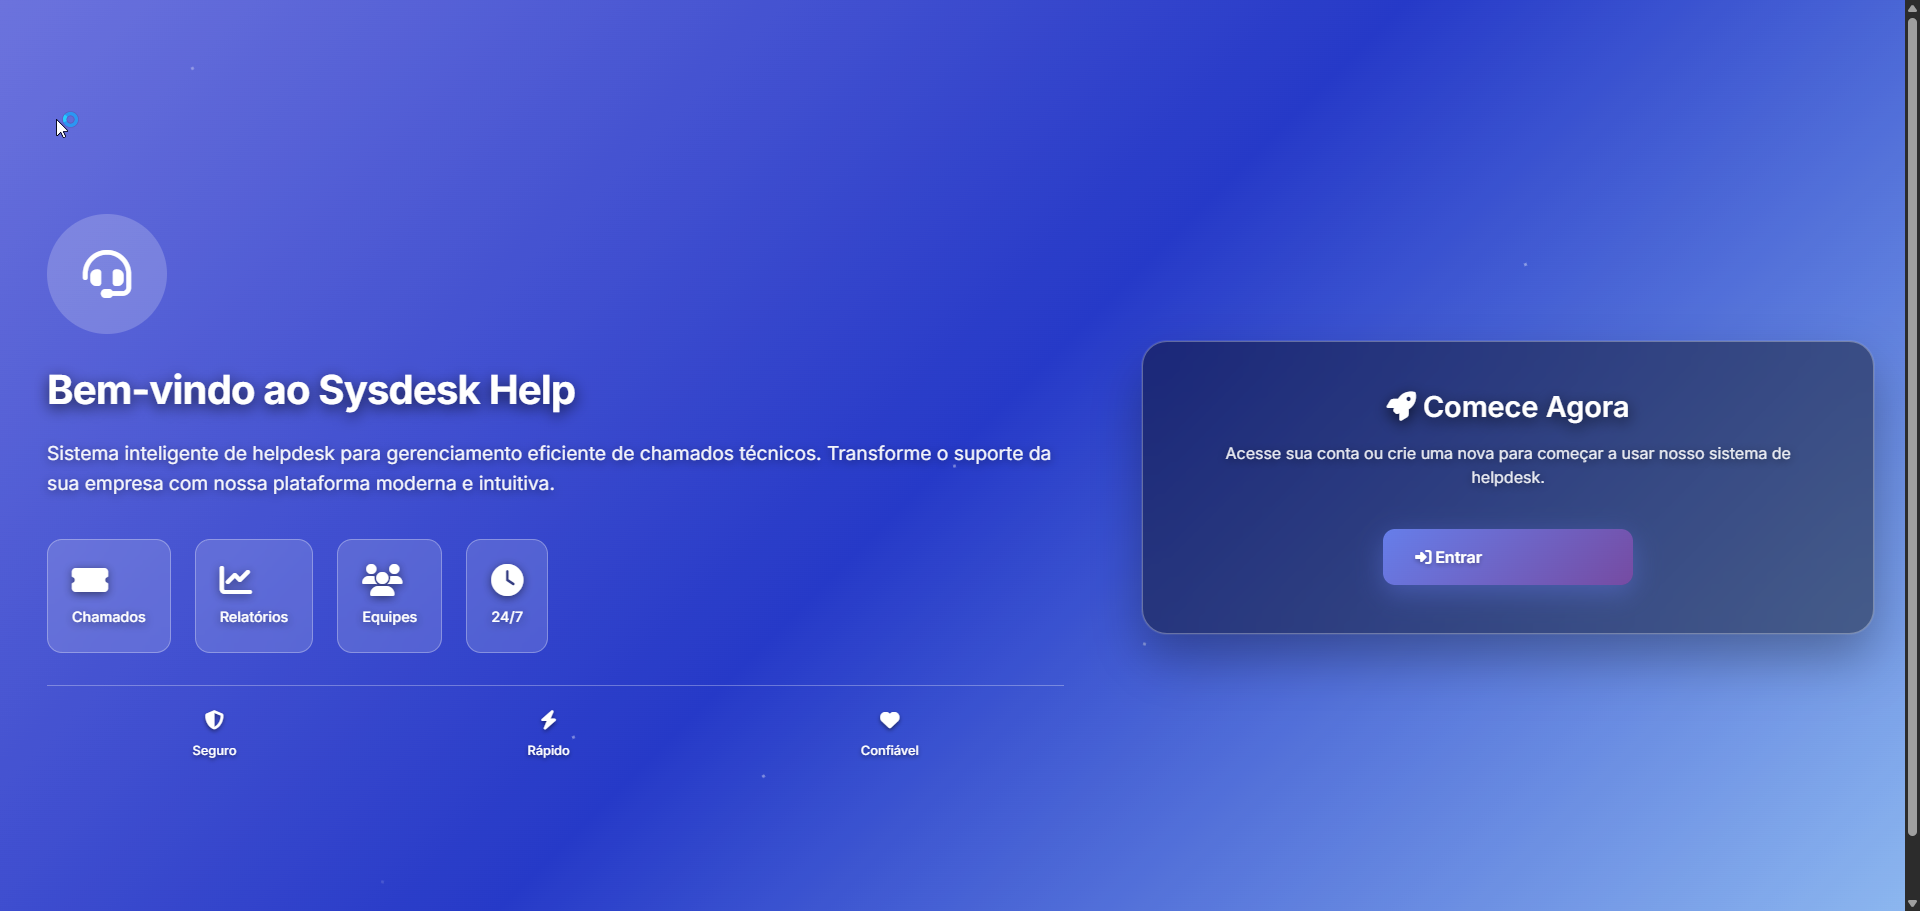 Bem-vindo ao Sysdesk Help
Sistema inteligente de helpdesk para gerenciamento eficiente de chamados técnicos. Transforme o suporte da
sua empresa com nossa plataforma moderna e intuitiva.
Chamados
Relatórios
Equipes
24/7
Seguro
Rápido
Confiável
Comece Agora
Acesse sua conta ou crie uma nova para começar a usar nosso sistema de
helpdesk.
Entrar